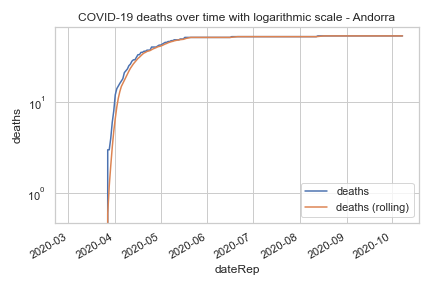 COVID-19 deaths over time with logarithmic scale - Andorra
deaths
10¹
10⁰
deaths
deaths (rolling)
2020-03
2020-04
2020-05
2020-06
2020-07
2020-08
2020-09
2020-10
dateRep